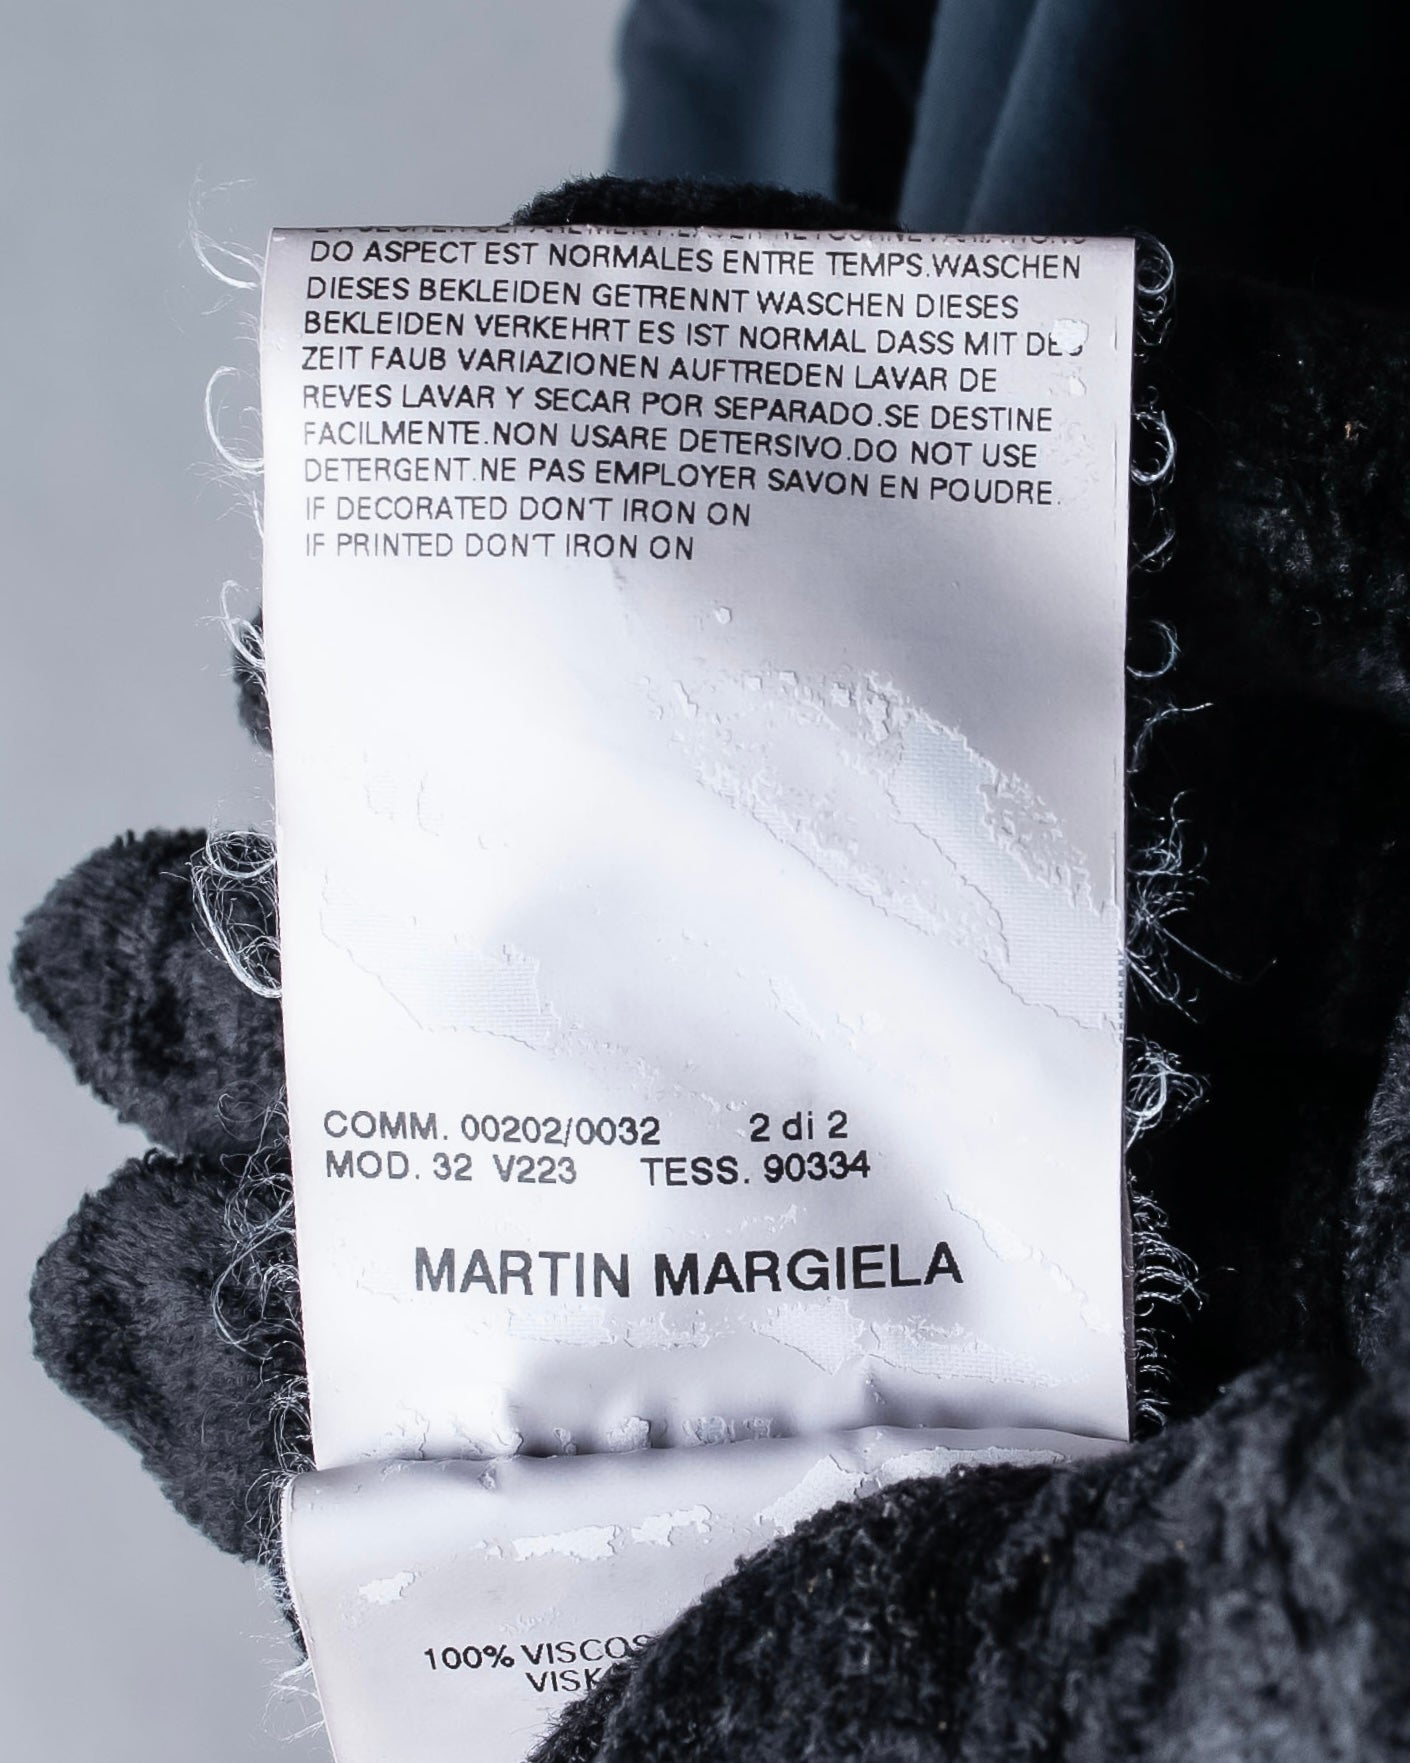 DO ASPECT EST NORMALES ENTRE TEMPS.WASCHEN
DIESES BEKLEIDEN GETRENNT WASCHEN DIESES
BEKLEIDEN VERKEHRT ES IST NORMAL DASS MIT DES
ZEIT FAUB VARIAZIONEN AUFTREDEN LAVAR DE
REVES LAVAR Y SECAR POR SEPARADO.SE DESTINE
FACILMENTE.NON USARE DETERSIVO.DO NOT USE
DETERGENT.NE PAS EMPLOYER SAVON EN POUDRE.
IF DECORATED DON'T IRON ON
IF PRINTED DON'T IRON ON
COMM. 00202/0032 2 di 2
MOD. 32 V223 TESS. 90334
MARTIN MARGIELA
100% VISCOS
VISK